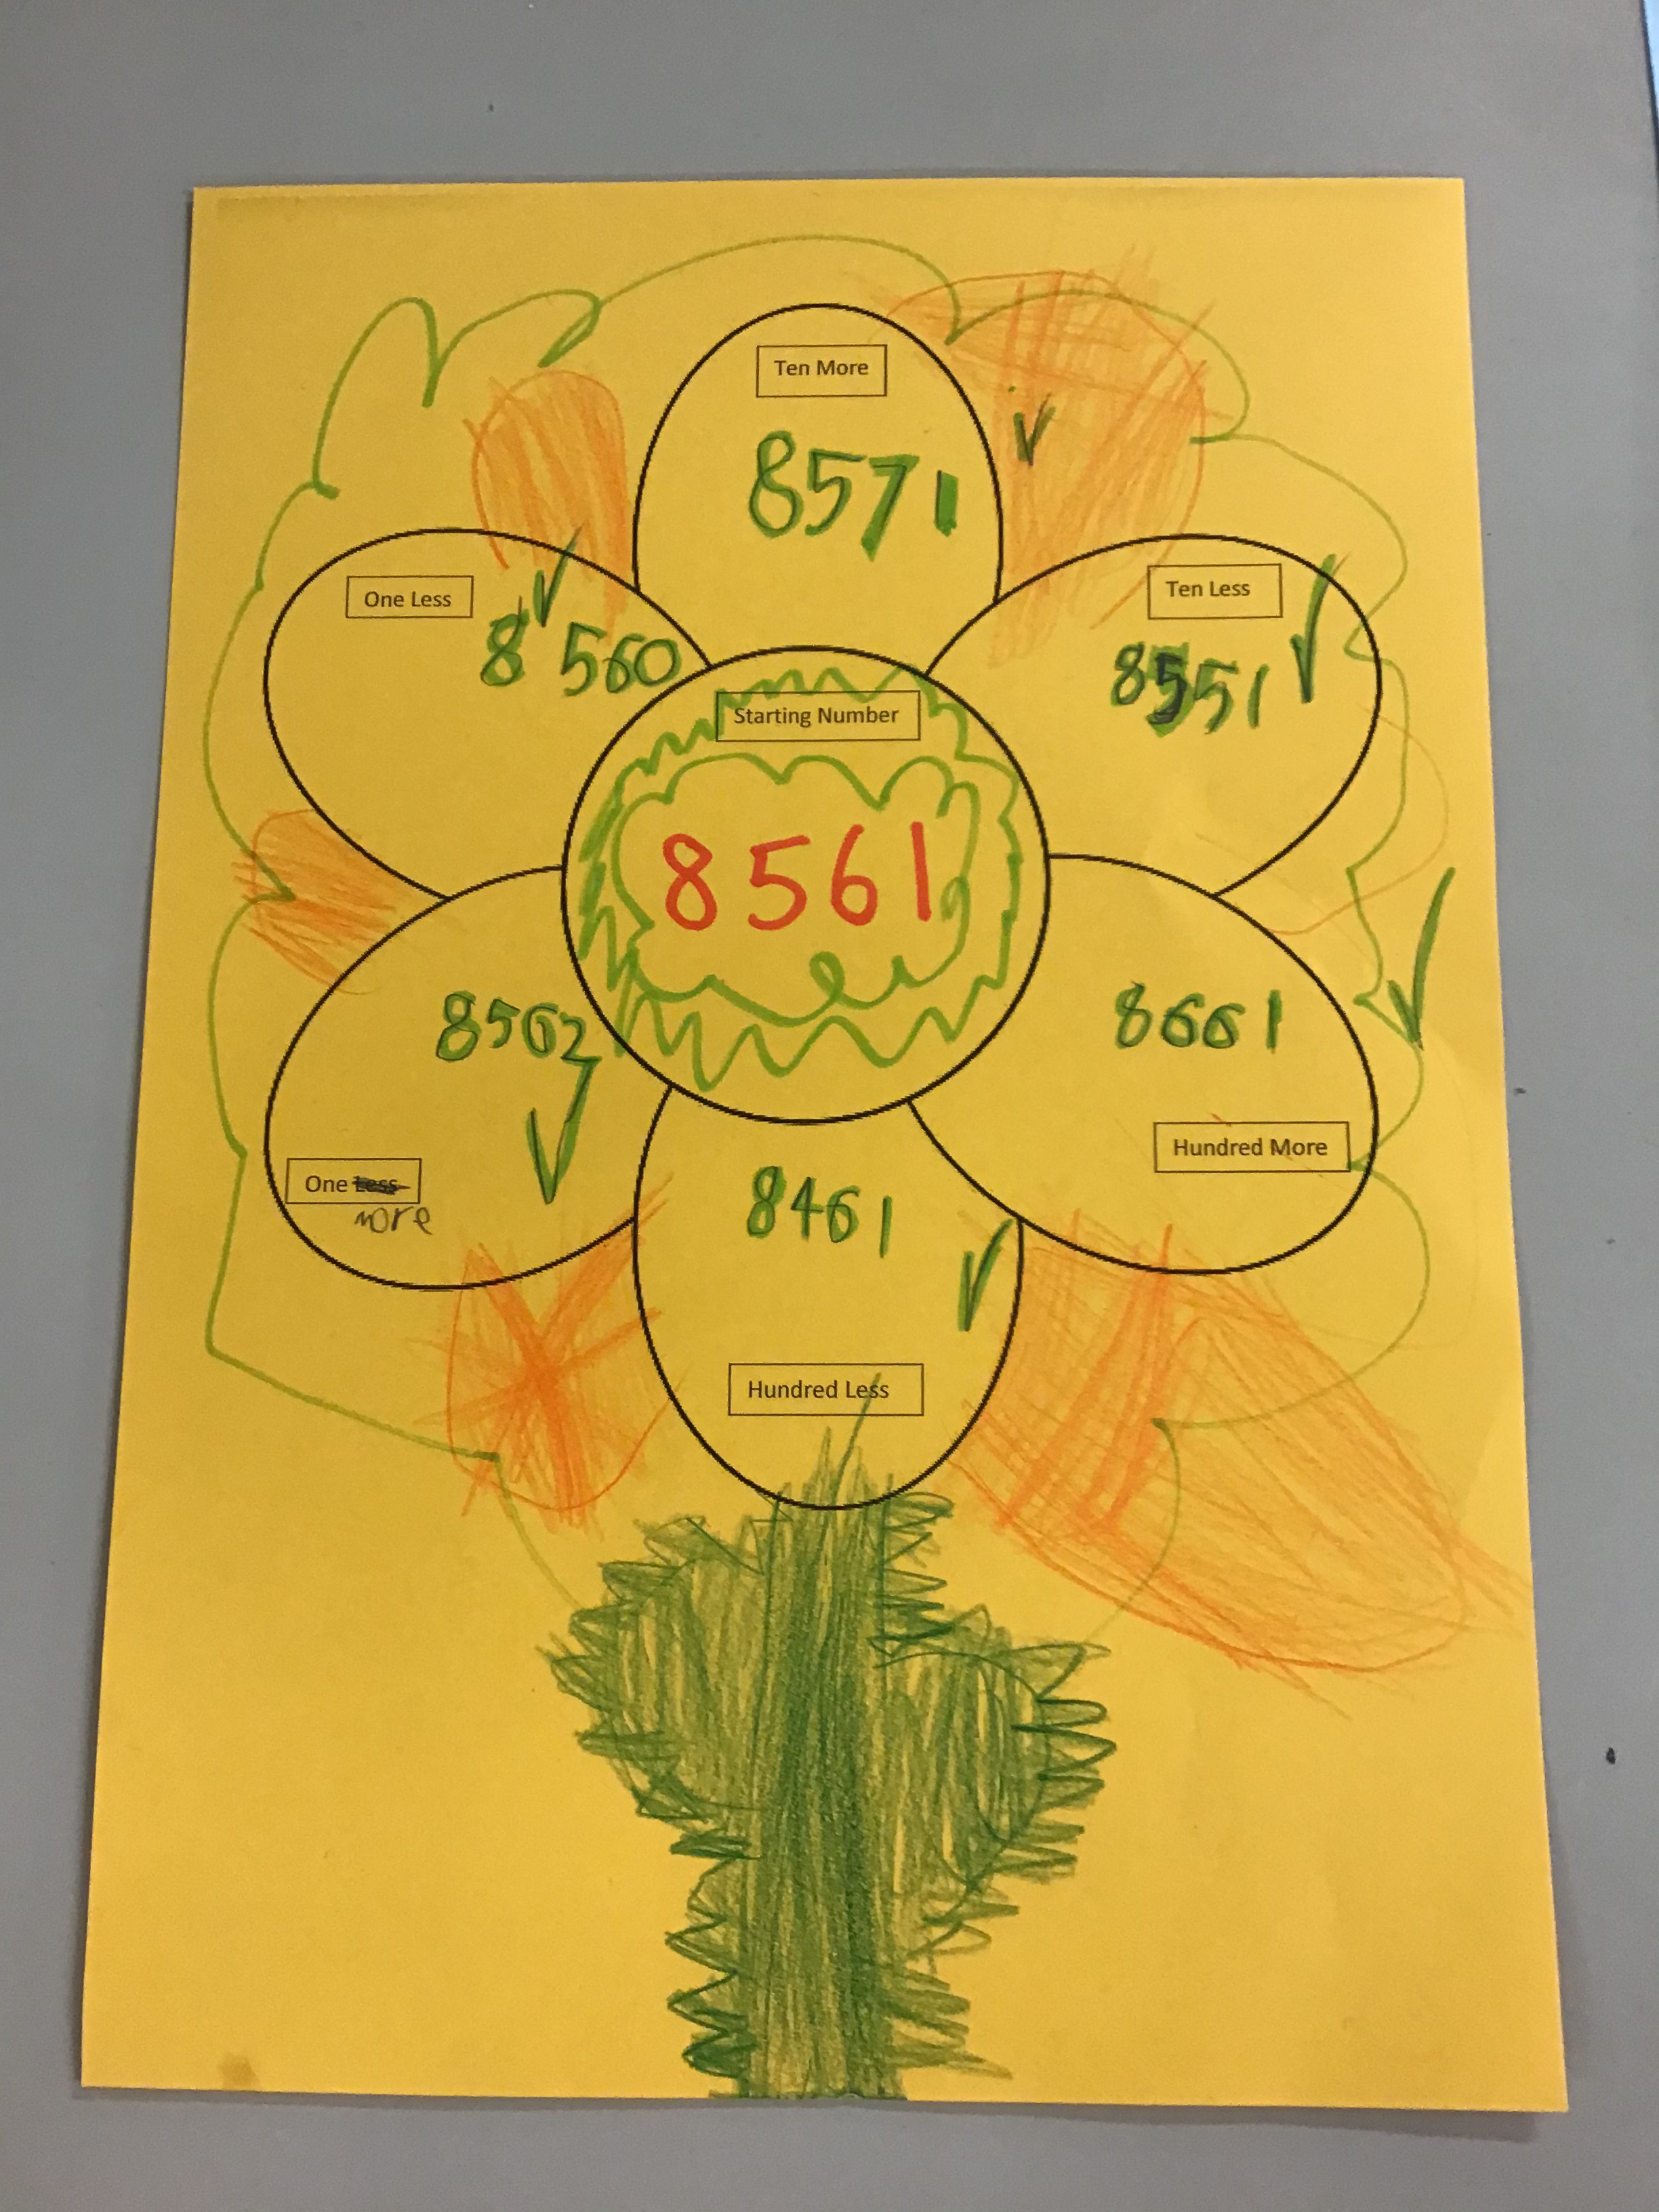 Ten More
8571
One Less
8560
Ten Less
8551
Starting Number
8561
8562
One Less
more
8661
Hundred More
8461
Hundred Less